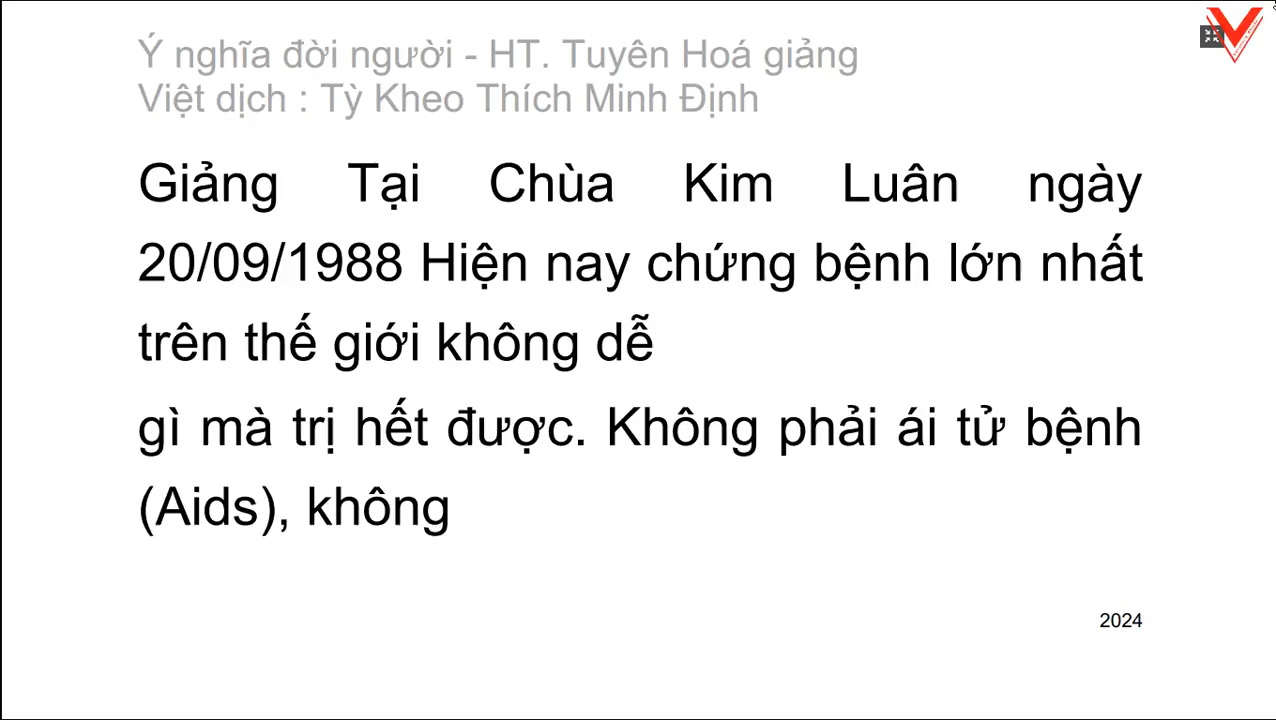 Ý nghĩa đời người - HT. Tuyên Hoá giảng
Việt dịch : Tỳ Kheo Thích Minh Định
Giảng Tại Chùa Kim Luân ngày
20/09/1988 Hiện nay chứng bệnh lớn nhất
trên thế giới không dễ
gì mà trị hết được. Không phải ái tử bệnh
(Aids), không
2024